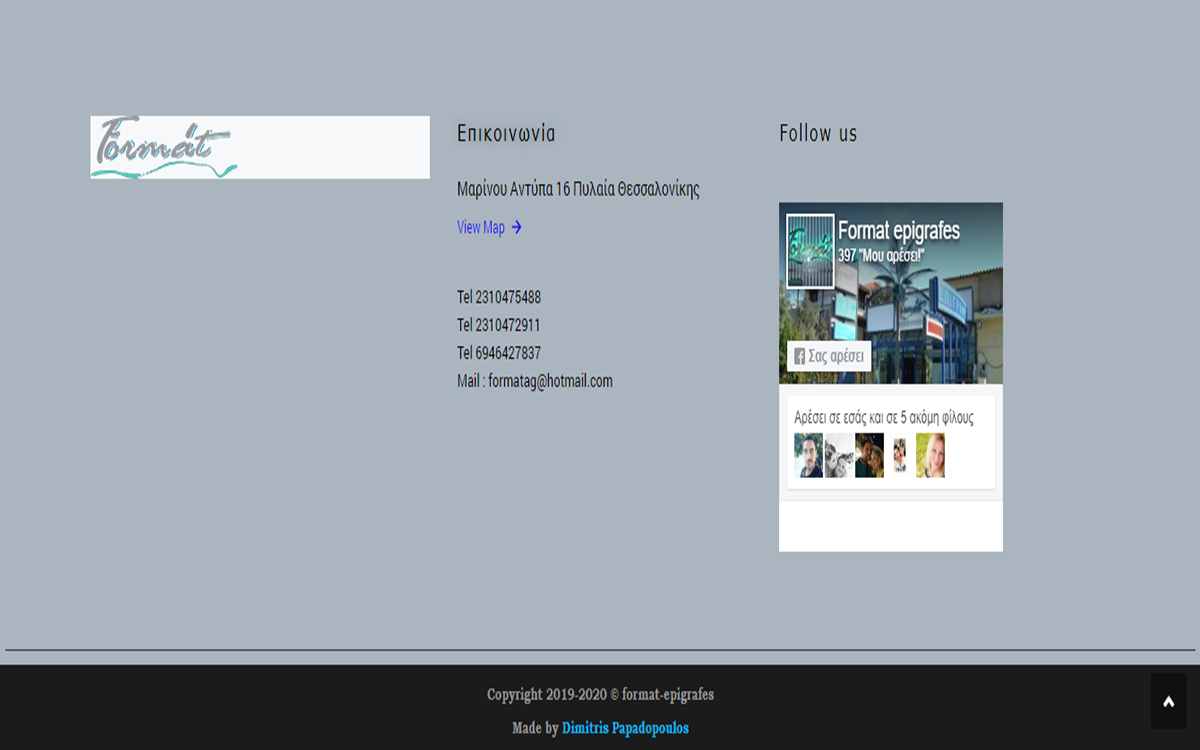 Formát
Επικοινωνία
Μαρίνου Αντύπα 16 Πυλαία Θεσσαλονίκης
View Map →
Tel 2310475488
Tel 2310472911
Tel 6946427837
Mail : formatag@hotmail.com
Follow us
Format epigrafes
397 "Μου αρέσει!"
Σας αρέσει
Αρέσει σε εσάς και σε 5 ακόμη φίλους
Copyright 2019-2020 © format-epigrafes
Made by Dimitris Papadopoulos